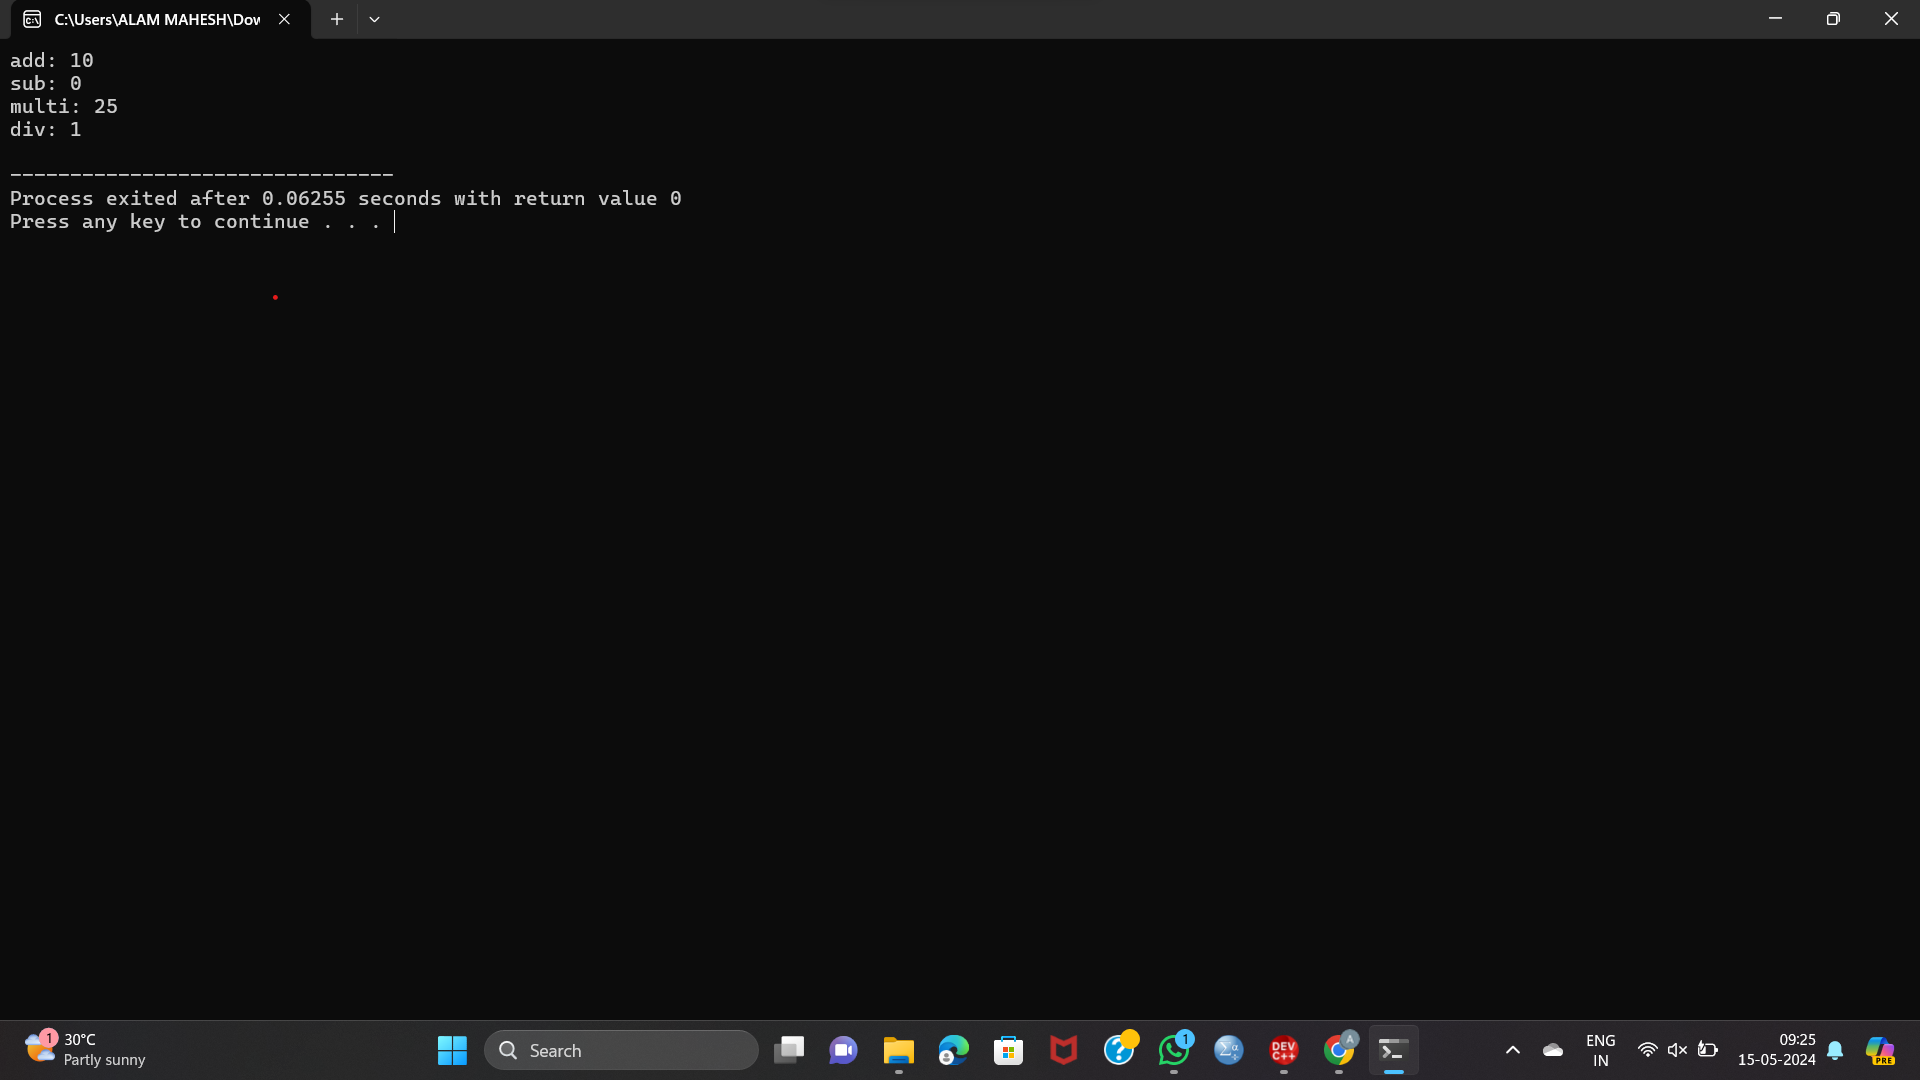 C:\Users\ALAM MAHESH\Dov
add: 10
sub: 0
multi: 25
div: 1
--------------------------------
Process exited after 0.06255 seconds with return value 0
Press any key to continue . . .
1
30°C
Partly sunny
Search
1
DEV
C++
A
ENG
IN
09:25
15-05-2024
PRE